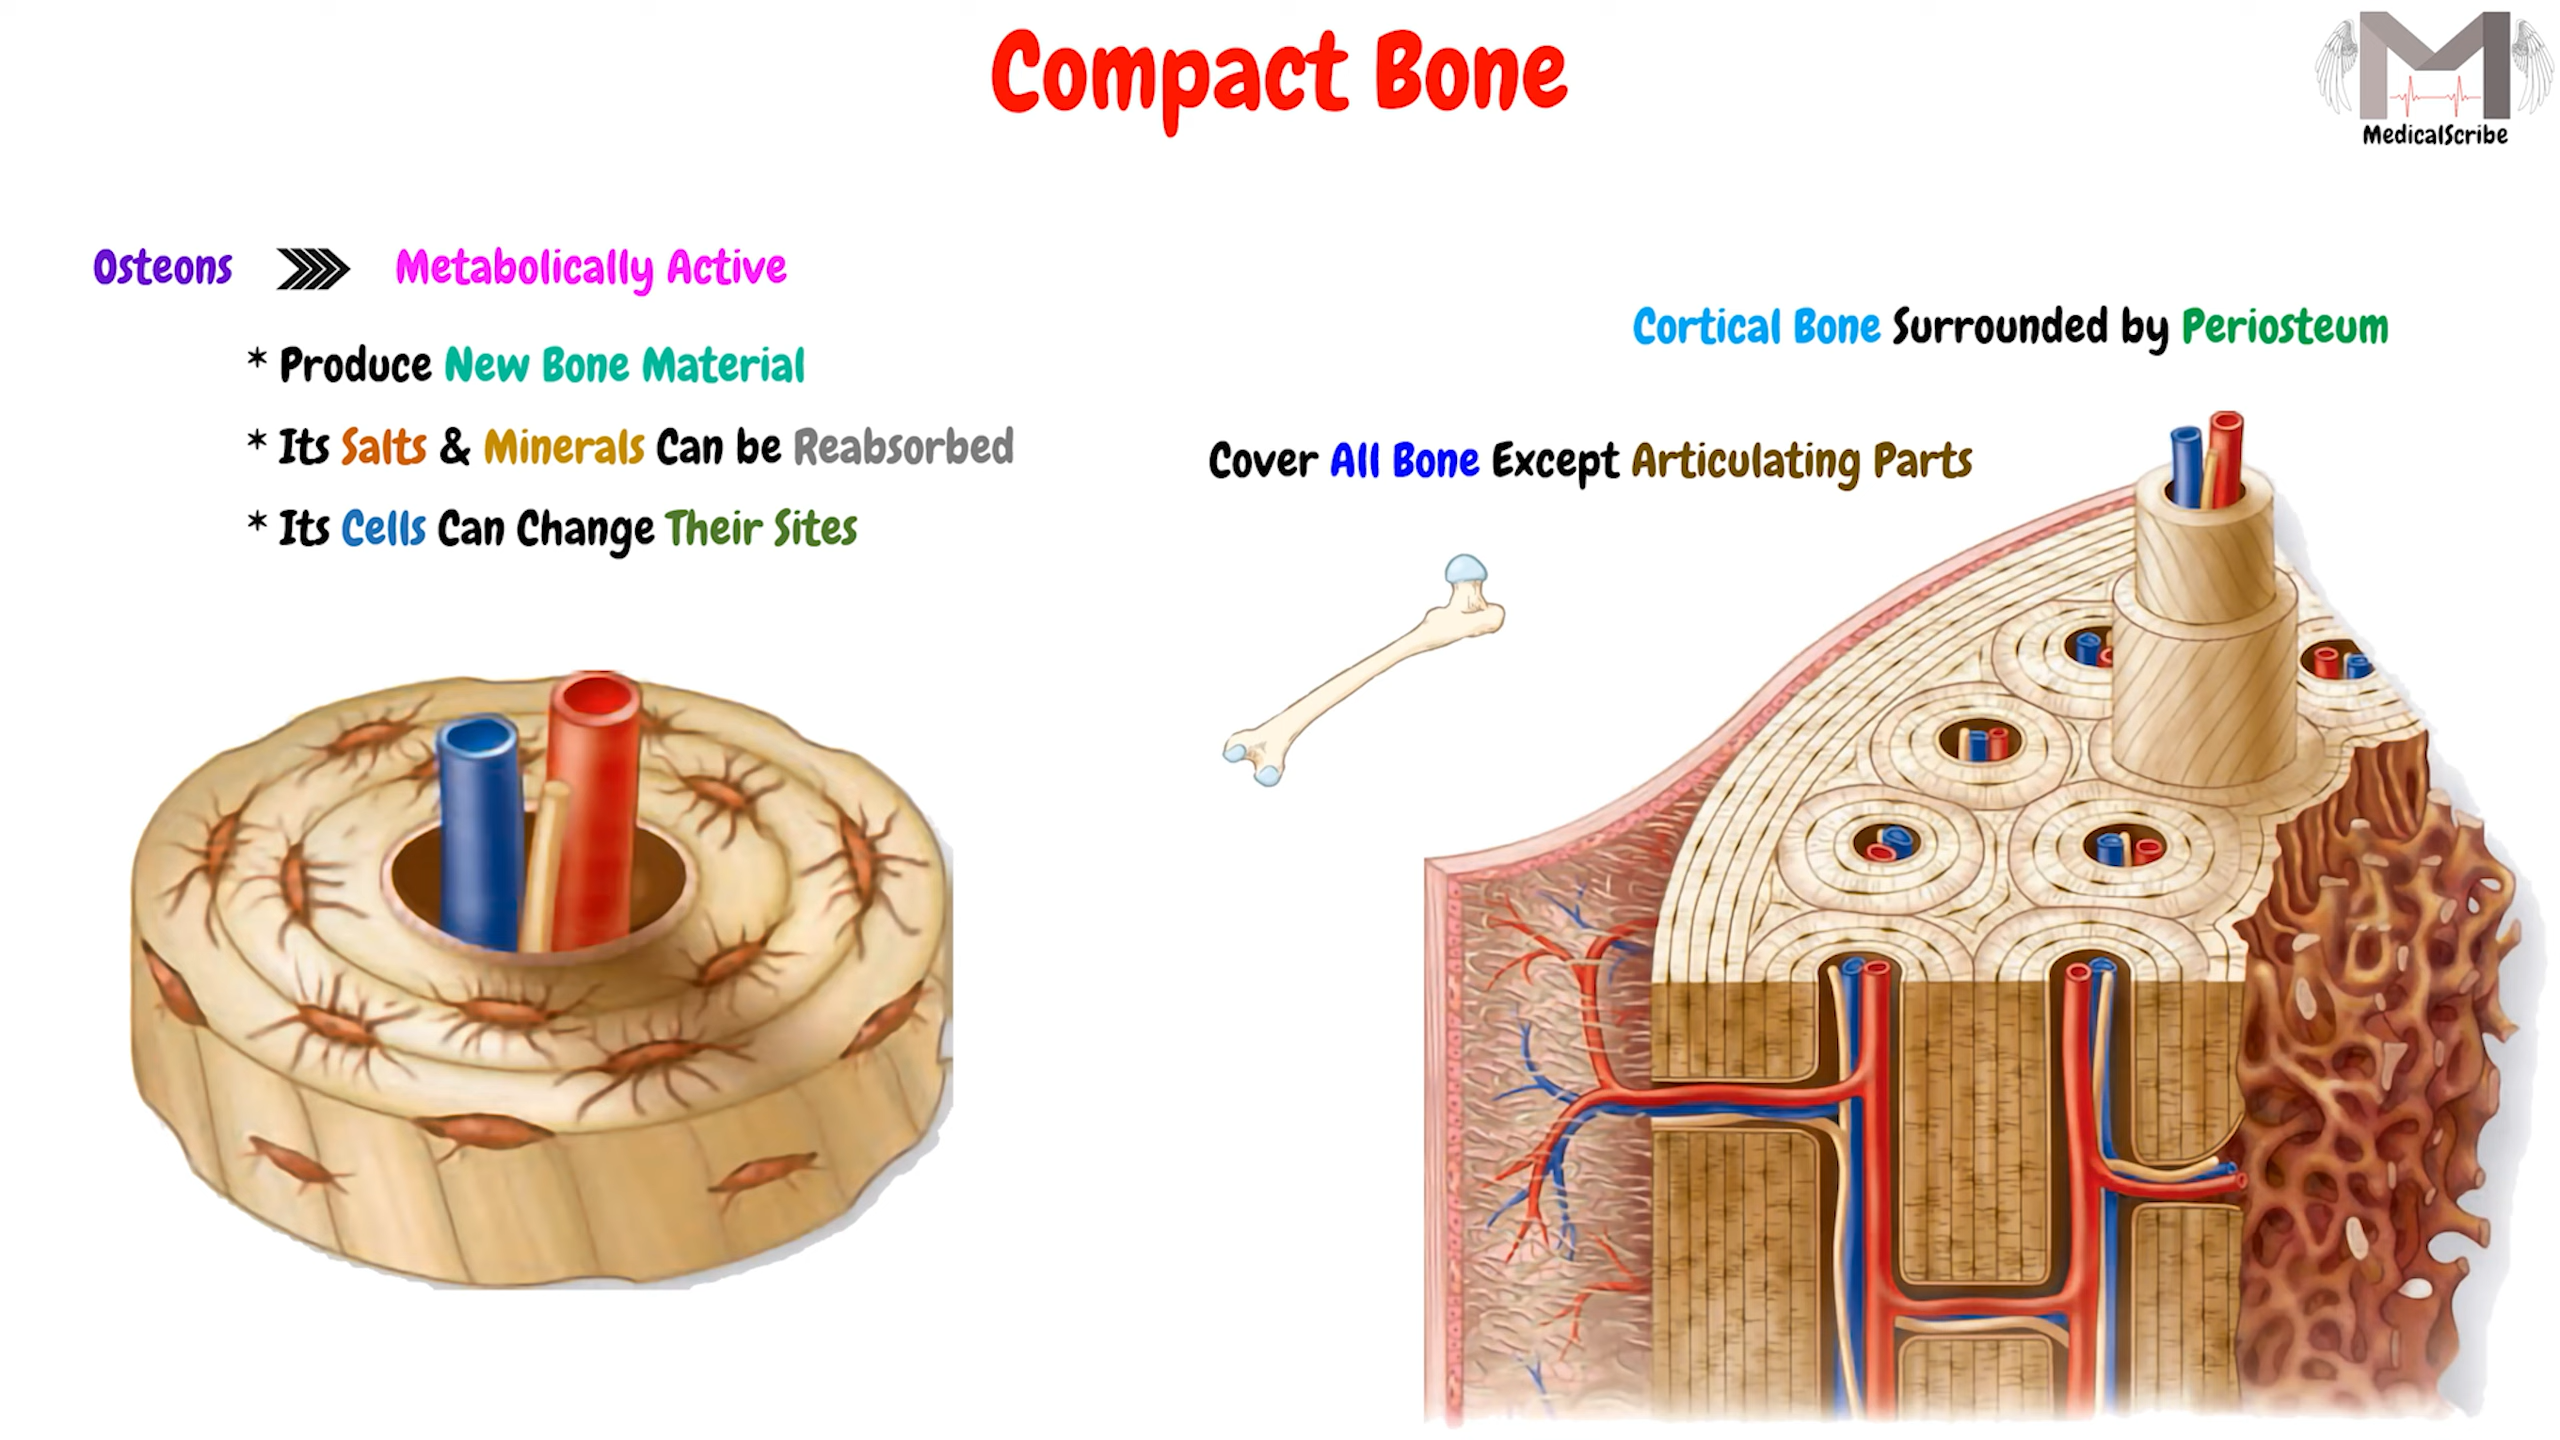 Compact Bone
MedicalScribe
Osteons Metabolically Active
* Produce New Bone Material
* Its Salts & Minerals Can be Reabsorbed
* Its Cells Can Change Their Sites
Cortical Bone Surrounded by Periosteum
Cover All Bone Except Articulating Parts